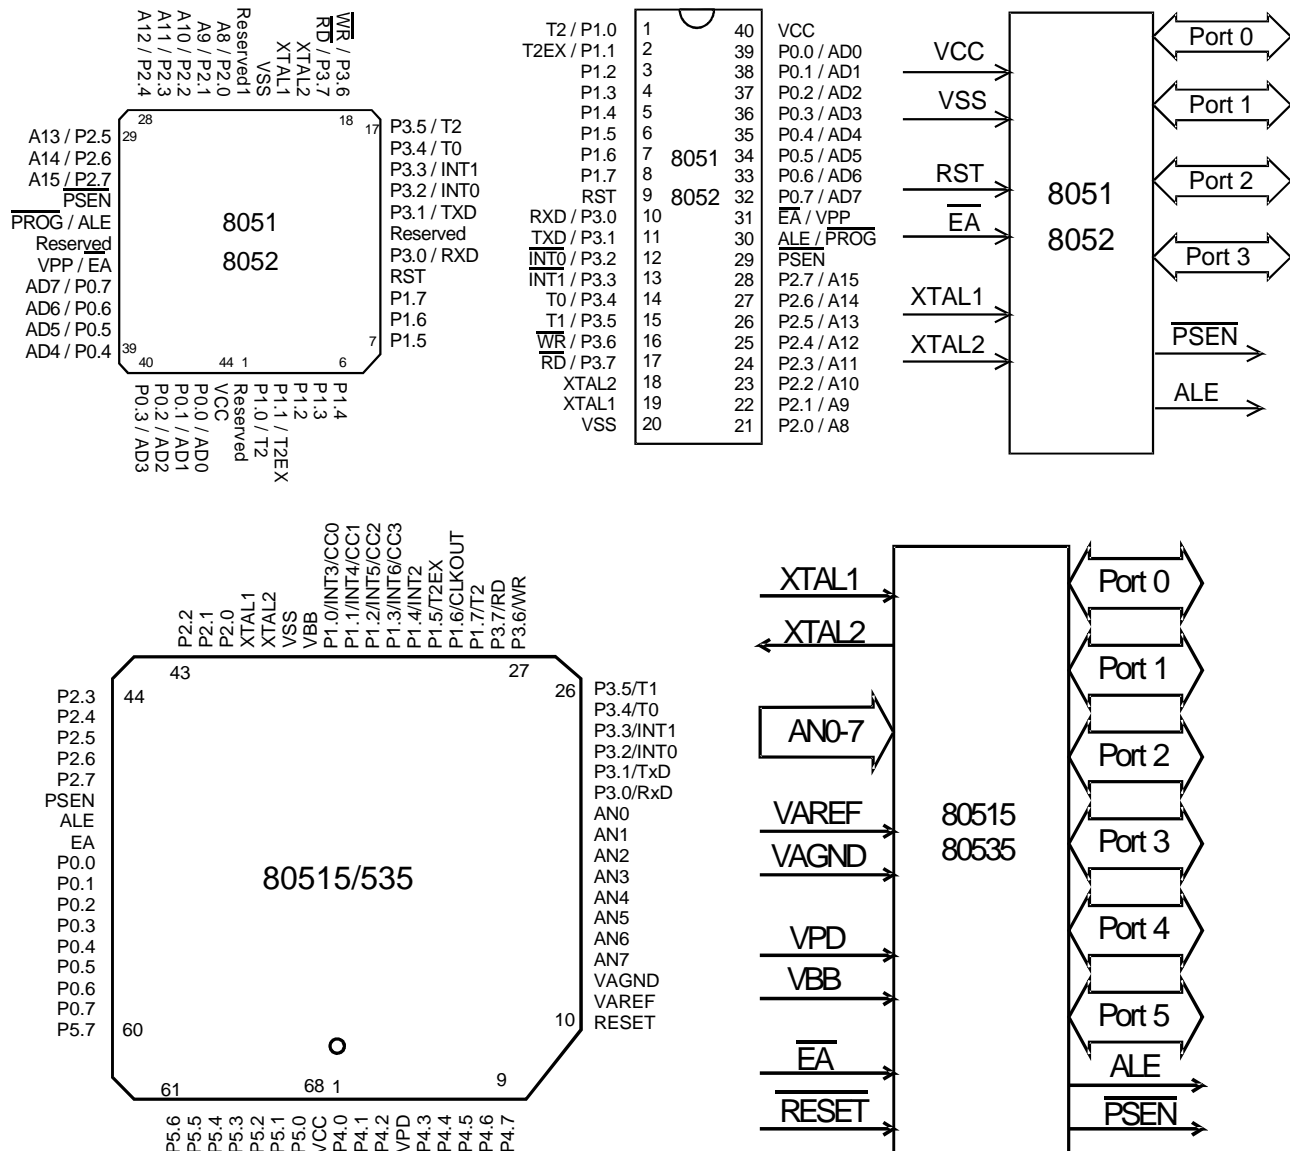 A12 / P2.4
A11 / P2.3
A10 / P2.2
A9 / P2.1
A8 / P2.0
Reserved1
VSS
XTAL1
XTAL2
RD / P3.7
WR / P3.6
28
18
29
17
A13 / P2.5
A14 / P2.6
A15 / P2.7
PSEN
PROG / ALE
Reserved
VPP / EA
AD7 / P0.7
AD6 / P0.6
AD5 / P0.5
AD4 / P0.4
8051
8052
P3.5 / T2
P3.4 / T0
P3.3 / INT1
P3.2 / INT0
P3.1 / TXD
Reserved
P3.0 / RXD
RST
P1.7
P1.6
P1.5
39
7
40
44
1
6
P0.3 / AD3
P0.2 / AD2
P0.1 / AD1
P0.0 / AD0
VCC
Reserved
P1.0 / T2
P1.1 / T2EX
P1.2
P1.3
P1.4
T2 / P1.0 1 40 VCC
T2EX / P1.1 2 39 P0.0 / AD0
P1.2 3 38 P0.1 / AD1
P1.3 4 37 P0.2 / AD2
P1.4 5 36 P0.3 / AD3
P1.5 6 35 P0.4 / AD4
P1.6 7 34 P0.5 / AD5
P1.7 8 33 P0.6 / AD6
RST 9 32 P0.7 / AD7
RXD / P3.0 10 31 EA / VPP
TXD / P3.1 11 30 ALE / PROG
INT0 / P3.2 12 29 PSEN
INT1 / P3.3 13 28 P2.7 / A15
T0 / P3.4 14 27 P2.6 / A14
T1 / P3.5 15 26 P2.5 / A13
WR / P3.6 16 25 P2.4 / A12
RD / P3.7 17 24 P2.3 / A11
XTAL2 18 23 P2.2 / A10
XTAL1 19 22 P2.1 / A9
VSS 20 21 P2.0 / A8
8051
8052
VCC
VSS
RST
EA
XTAL1
XTAL2
8051
8052
Port 0
Port 1
Port 2
Port 3
PSEN
ALE
P2.2
P2.1
P2.0
XTAL1
XTAL2
VSS
VBB
P1.0/INT3/CC0
P1.1/INT4/CC1
P1.2/INT5/CC2
P1.3/INT6/CC3
P1.4/INT2
P1.5/T2EX
P1.6/CLKOUT
P1.7/T2
P3.7/RD
P3.6/WR
43
27
44
26
P2.3
P2.4
P2.5
P2.6
P2.7
PSEN
ALE
EA
P0.0
P0.1
P0.2
P0.3
P0.4
P0.5
P0.6
P0.7
P5.7
80515/535
P3.5/T1
P3.4/T0
P3.3/INT1
P3.2/INT0
P3.1/TxD
P3.0/RxD
AN0
AN1
AN2
AN3
AN4
AN5
AN6
AN7
VAGND
VAREF
RESET
60
10
61
68
1
9
P5.6
P5.5
P5.4
P5.3
P5.2
P5.1
P5.0
VCC
P4.0
P4.1
P4.2
VPD
P4.3
P4.4
P4.5
P4.6
P4.7
XTAL1
XTAL2
AN0-7
VAREF
VAGND
VPD
VBB
EA
RESET
80515
80535
Port 0
Port 1
Port 2
Port 3
Port 4
Port 5
ALE
PSEN